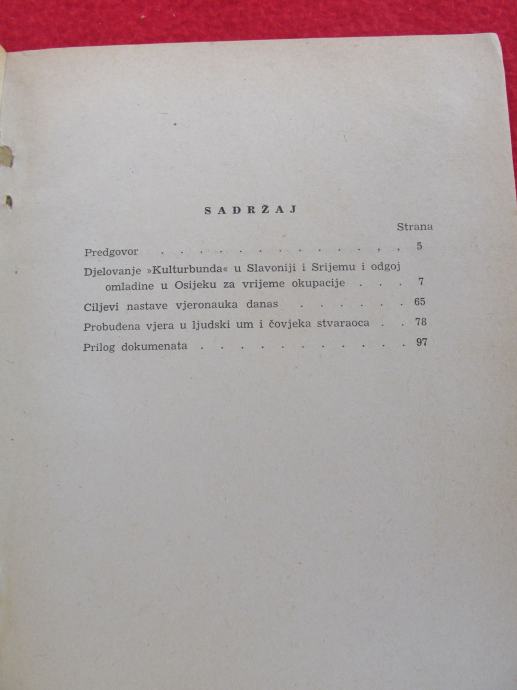 SADRŽAJ
Strana
Predgovor . . . . . . . . . . . . 5
Djelovanje »Kulturbunda« u Slavoniji i Srijemu i odgoj
omladine u Osijeku za vrijeme okupacije . . . 7
Ciljevi nastave vjeronauka danas . . . . . . 65
Probuđena vjera u ljudski um i čovjeka stvaraoca . . 78
Prilog dokumenata . . . . . . . . . . 97